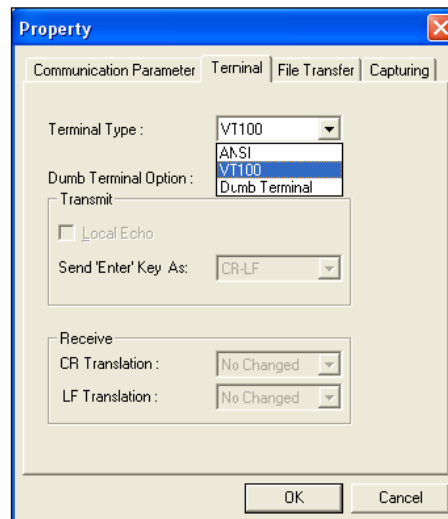 Property
Communication Parameter Terminal File Transfer Capturing
Terminal Type : VT100
ANSI
VT100
Dumb Terminal
Dumb Terminal Option :
Transmit
Local Echo
Send 'Enter' Key As: CR-LF
Receive
CR Translation : No Changed
LF Translation : No Changed
OK Cancel